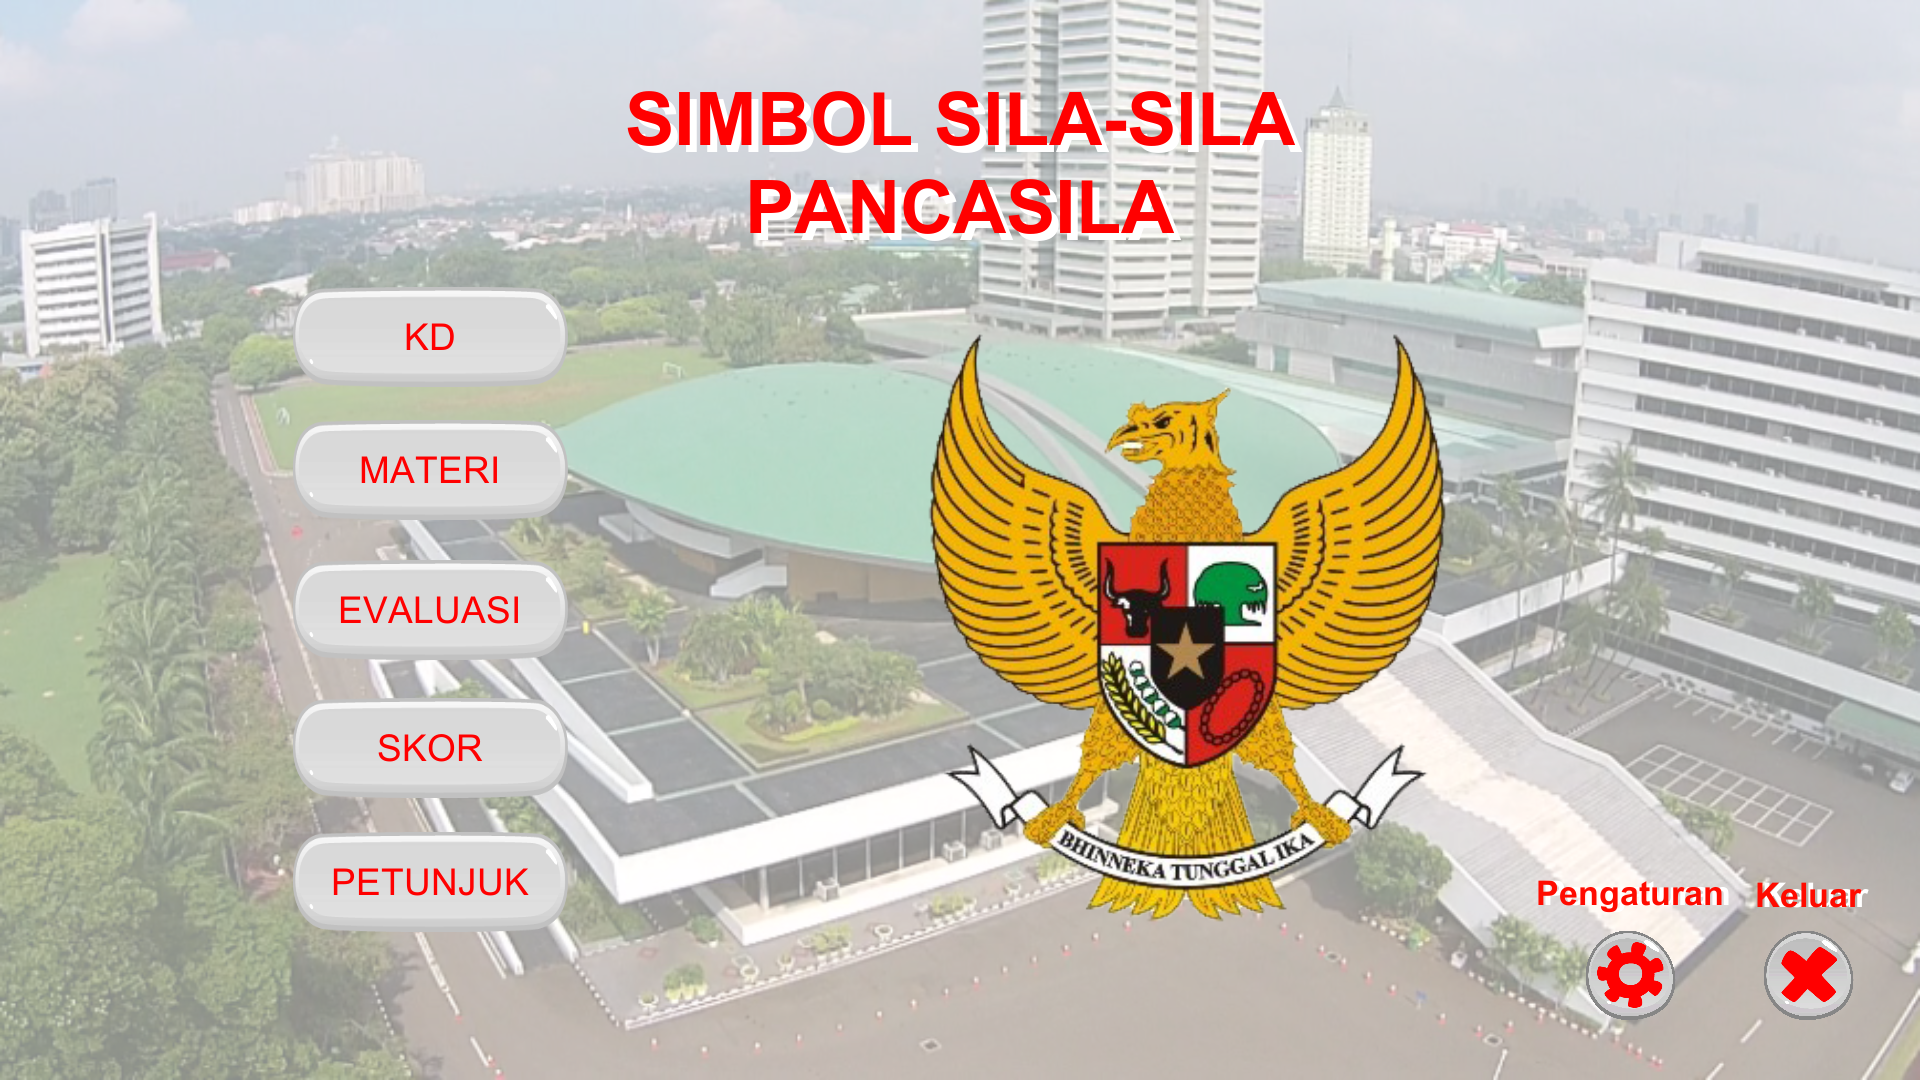 SIMBOL SILA-SILA
PANCASILA
KD
MATERI
EVALUASI
SKOR
PETUNJUK
BHINNEKA TUNGGAL IKA
Pengaturan
Keluar